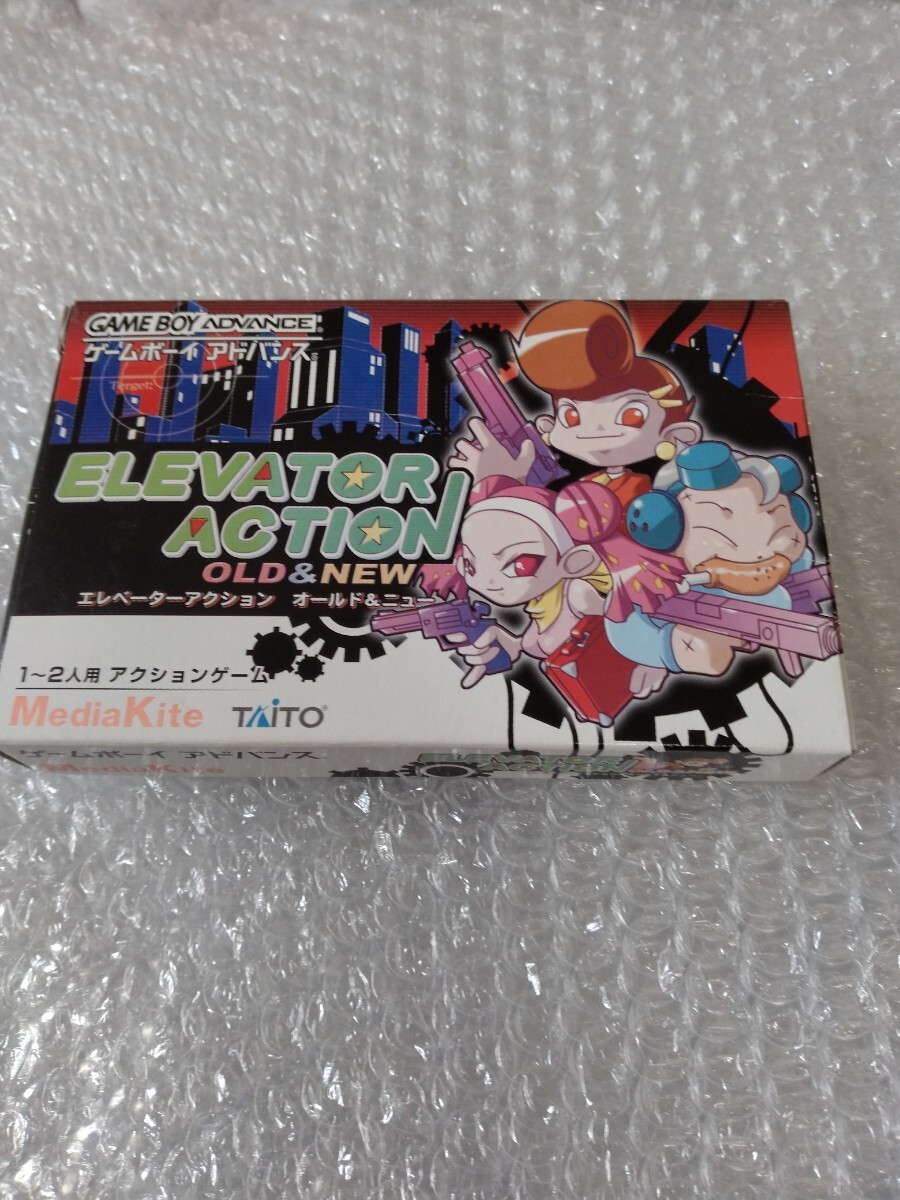 GAME BOY ADVANCE
ゲームボーイ アドバンス
Terget:
ELEVATOR
ACTION
OLD & NEW
エレベーターアクション オールド&ニュー
1~2人用 アクションゲーム
MediaKite TAITO
ゲームボーイ アドバンス
MediaKite